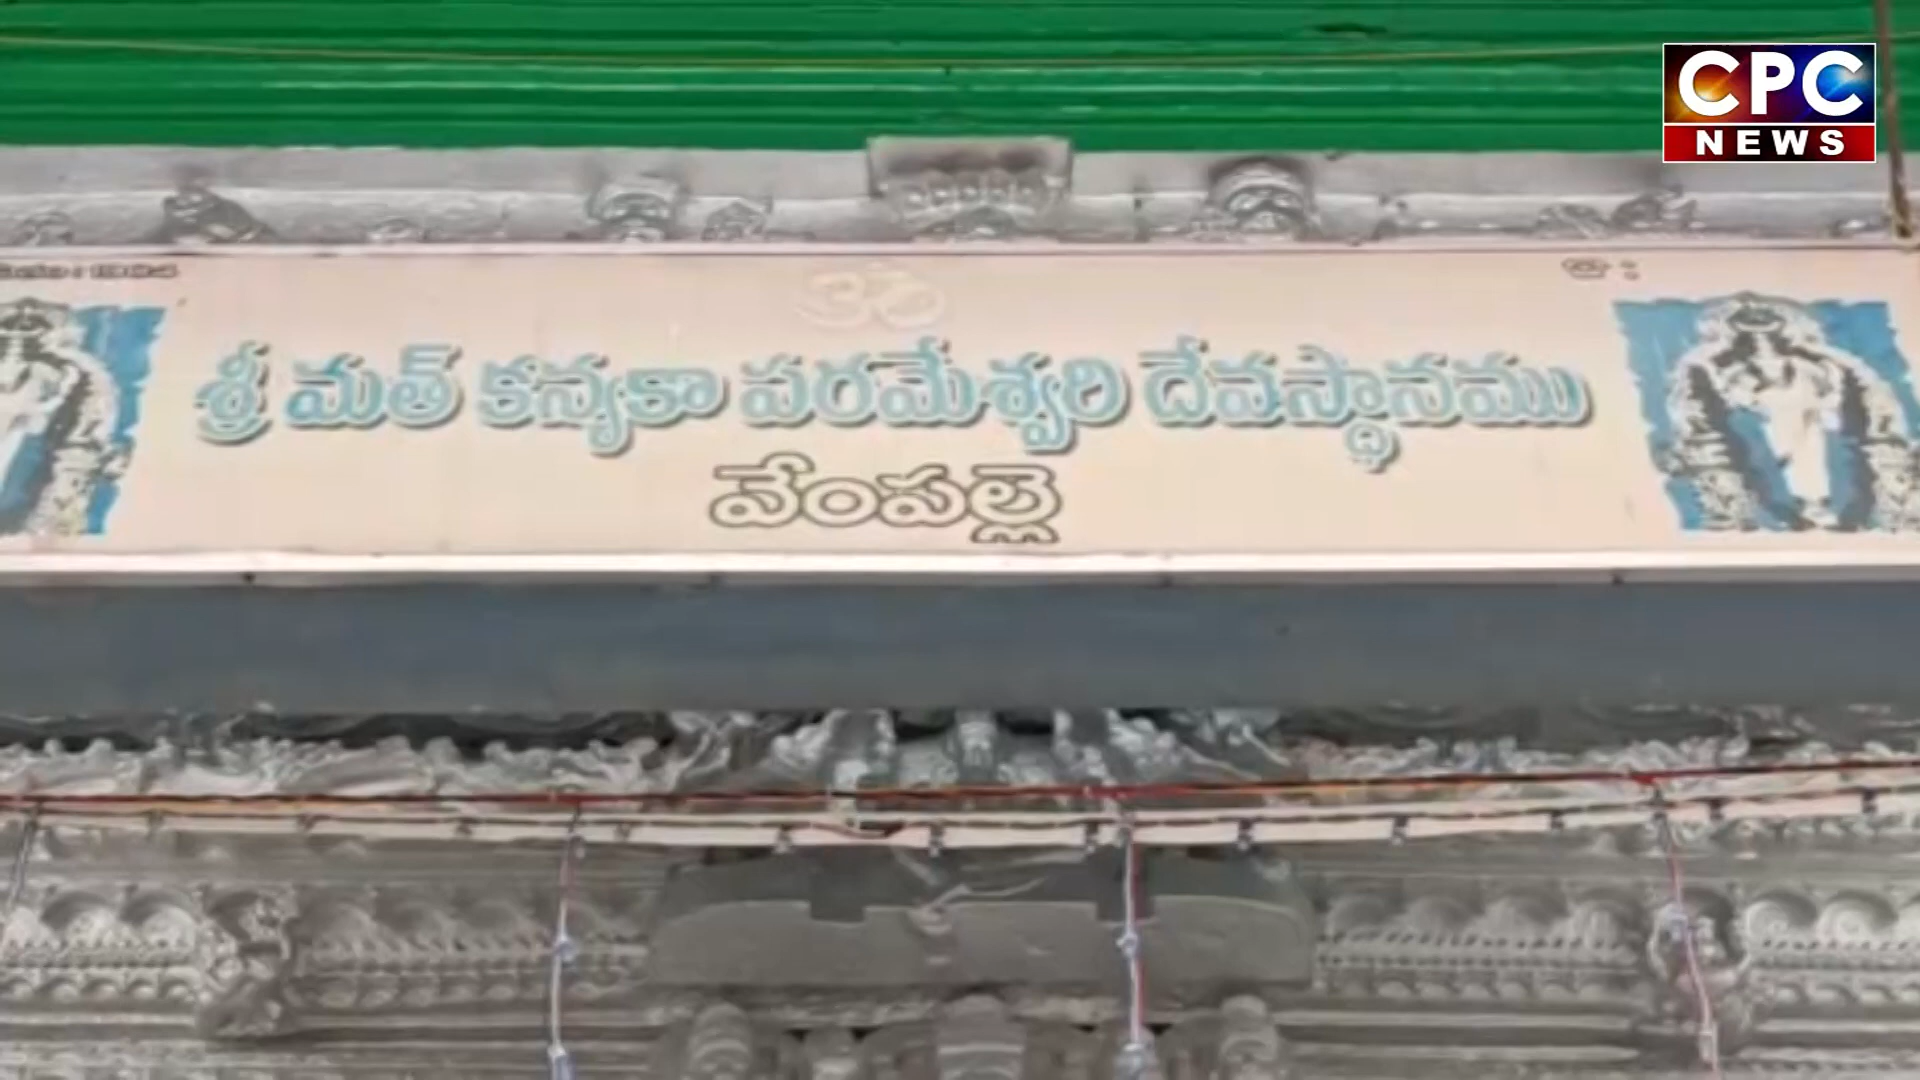 CPC
NEWS
ॐ
శ్రీ మత్ కన్యకా పరమేశ్వరి దేవస్థానము
వేంపల్లె